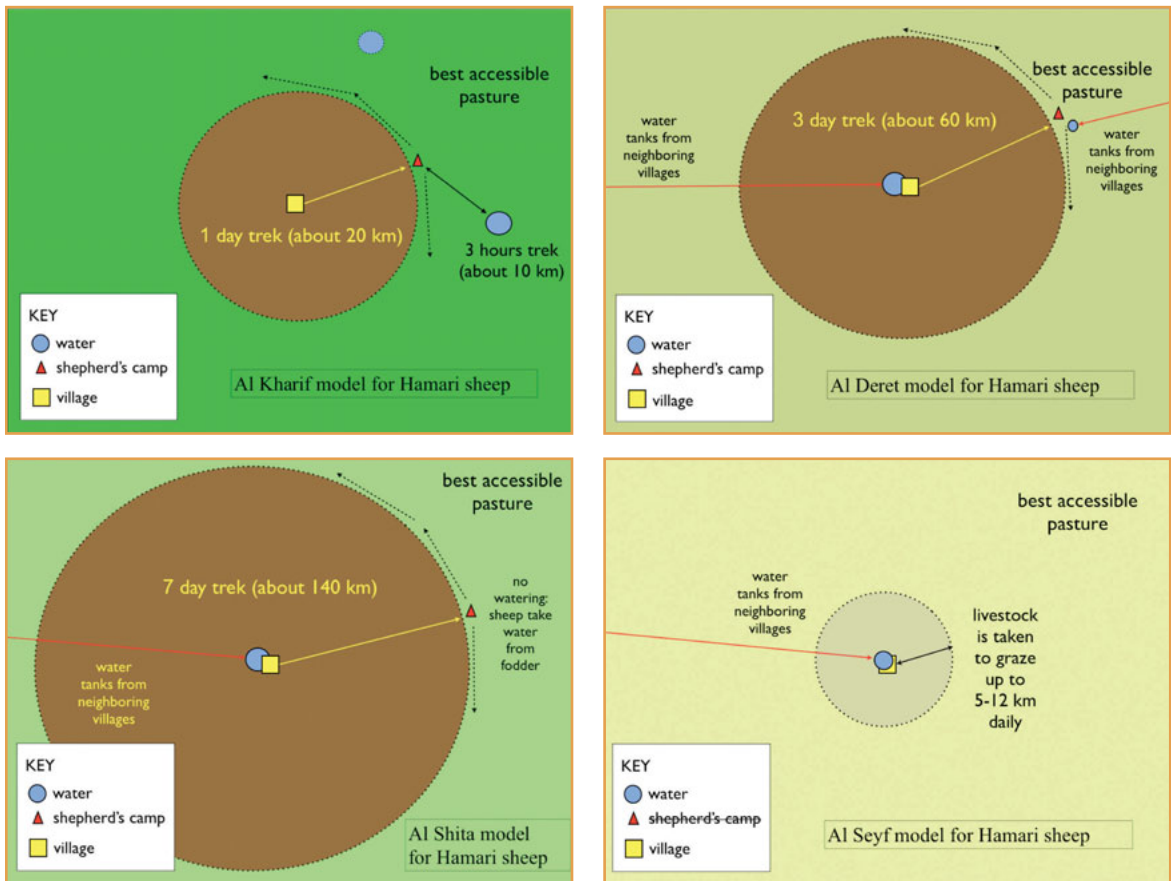 best accessible
pasture
1 day trek (about 20 km)
3 hours trek
(about 10 km)
KEY
water
shepherd's camp
village
Al Kharif model for Hamari sheep
best accessible
pasture
3 day trek (about 60 km)
water
tanks from
neighboring
villages
water
tanks from
neighboring
villages
KEY
water
shepherd's camp
village
Al Deret model for Hamari sheep
best accessible
pasture
7 day trek (about 140 km)
no
watering:
sheep take
water
from
fodder
water
tanks from
neighboring
villages
KEY
water
shepherd's camp
village
Al Shita model
for Hamari sheep
best accessible
pasture
water
tanks from
neighboring
villages
livestock
is taken
to graze
up to
5-12 km
daily
KEY
water
shepherd's camp
village
Al Seyf model for Hamari sheep